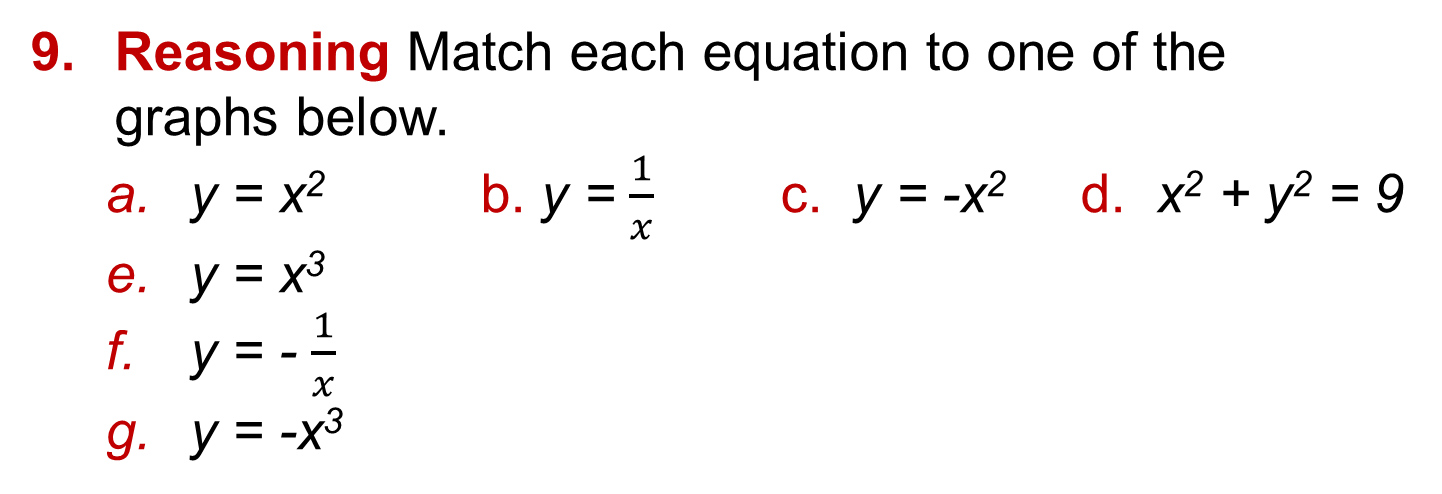 9. Reasoning Match each equation to one of the
graphs below.
a. y = x² b. y = 1/x c. y = -x² d. x² + y² = 9
e. y = x³
f. y = - 1/x
g. y = -x³